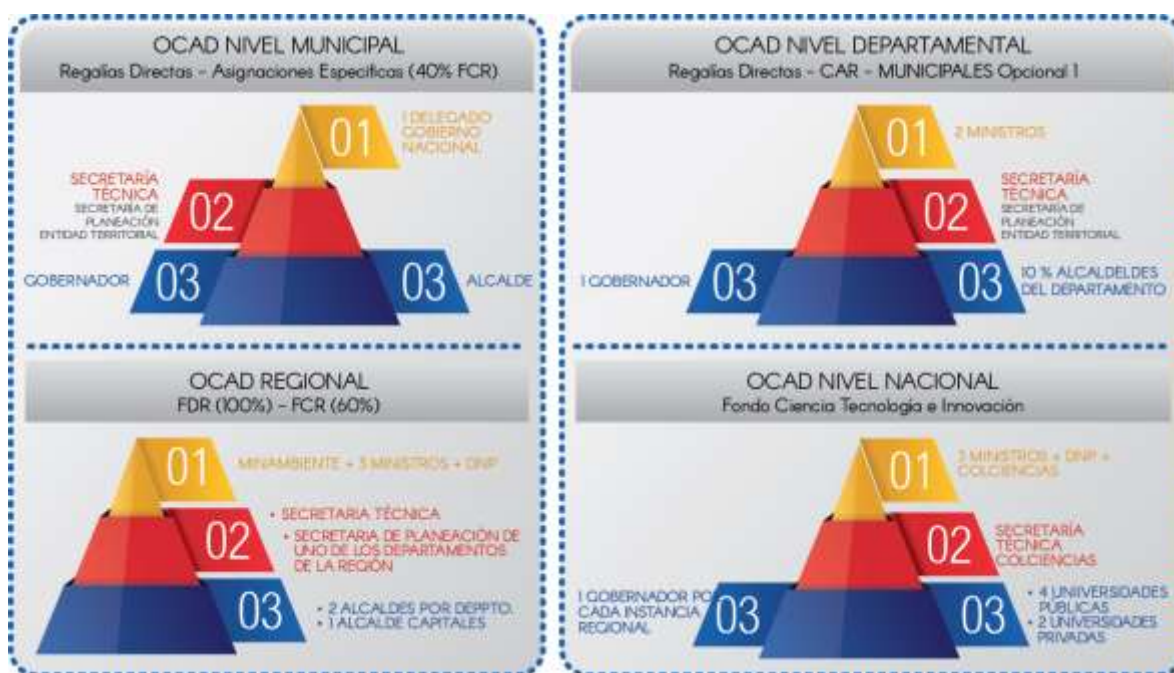 OCAD NIVEL MUNICIPAL
Regalías Directas - Asignaciones Especificas (40% FCR)
01
1 DELEGADO
GOBIERNO
NACIONAL
SECRETARÍA
TÉCNICA
SECRETARÍA DE
PLANEACIÓN
ENTIDAD TERRITORIAL
02
GOBERNADOR
03
03
ALCALDE
OCAD NIVEL DEPARTAMENTAL
Regalías Directas - CAR - MUNICIPALES Opcional 1
01
2 MINISTROS
02
SECRETARÍA
TÉCNICA
SECRETARÍA DE
PLANEACIÓN
ENTIDAD TERRITORIAL
1 GOBERNADOR
03
03
10 % ALCALDELDES
DEL DEPARTAMENTO
OCAD REGIONAL
FDR (100%) - FCR (60%)
01
MINAMBIENTE + 3 MINISTROS + DNP
02
• SECRETARIA TÉCNICA
• SECRETARIA DE PLANEACIÓN DE
UNO DE LOS DEPARTAMENTOS
DE LA REGIÓN
03
• 2 ALCALDES POR DEPPTO.
• 1 ALCALDE CAPITALES
OCAD NIVEL NACIONAL
Fondo Ciencia Tecnología e Innovación
01
3 MINISTROS + DNP +
COLCIENCIAS
02
SECRETARÍA
TÉCNICA
COLCIENCIAS
1 GOBERNADOR PO
CADA INSTANCIA
REGIONAL
03
03
• 4 UNIVERSIDADES
PÚBLICAS
• 2 UNIVERSIDADES
PRIVADAS